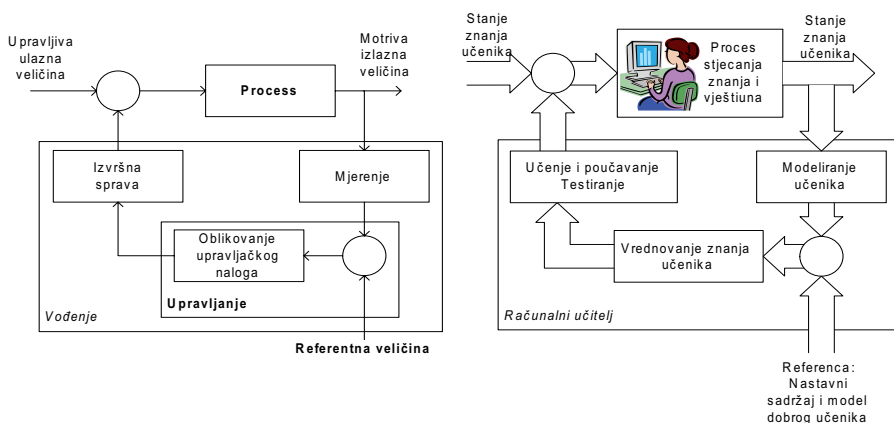 Upravljiva
ulazna
veličina
Motriva
izlazna
veličina
Process
Izvršna
sprava
Mjerenje
Oblikovanje
upravljačkog
naloga
Upravljanje
Vođenje
Referentna veličina
Stanje
znanja
učenika
Proces
stjecanja
znanja i
vještiuna
Stanje
znanja
učenika
Učenje i poučavanje
Testiranje
Modeliranje
učenika
Vrednovanje znanja
učenika
Računalni učitelj
Referenca:
Nastavni
sadržaj i model
dobrog učenika